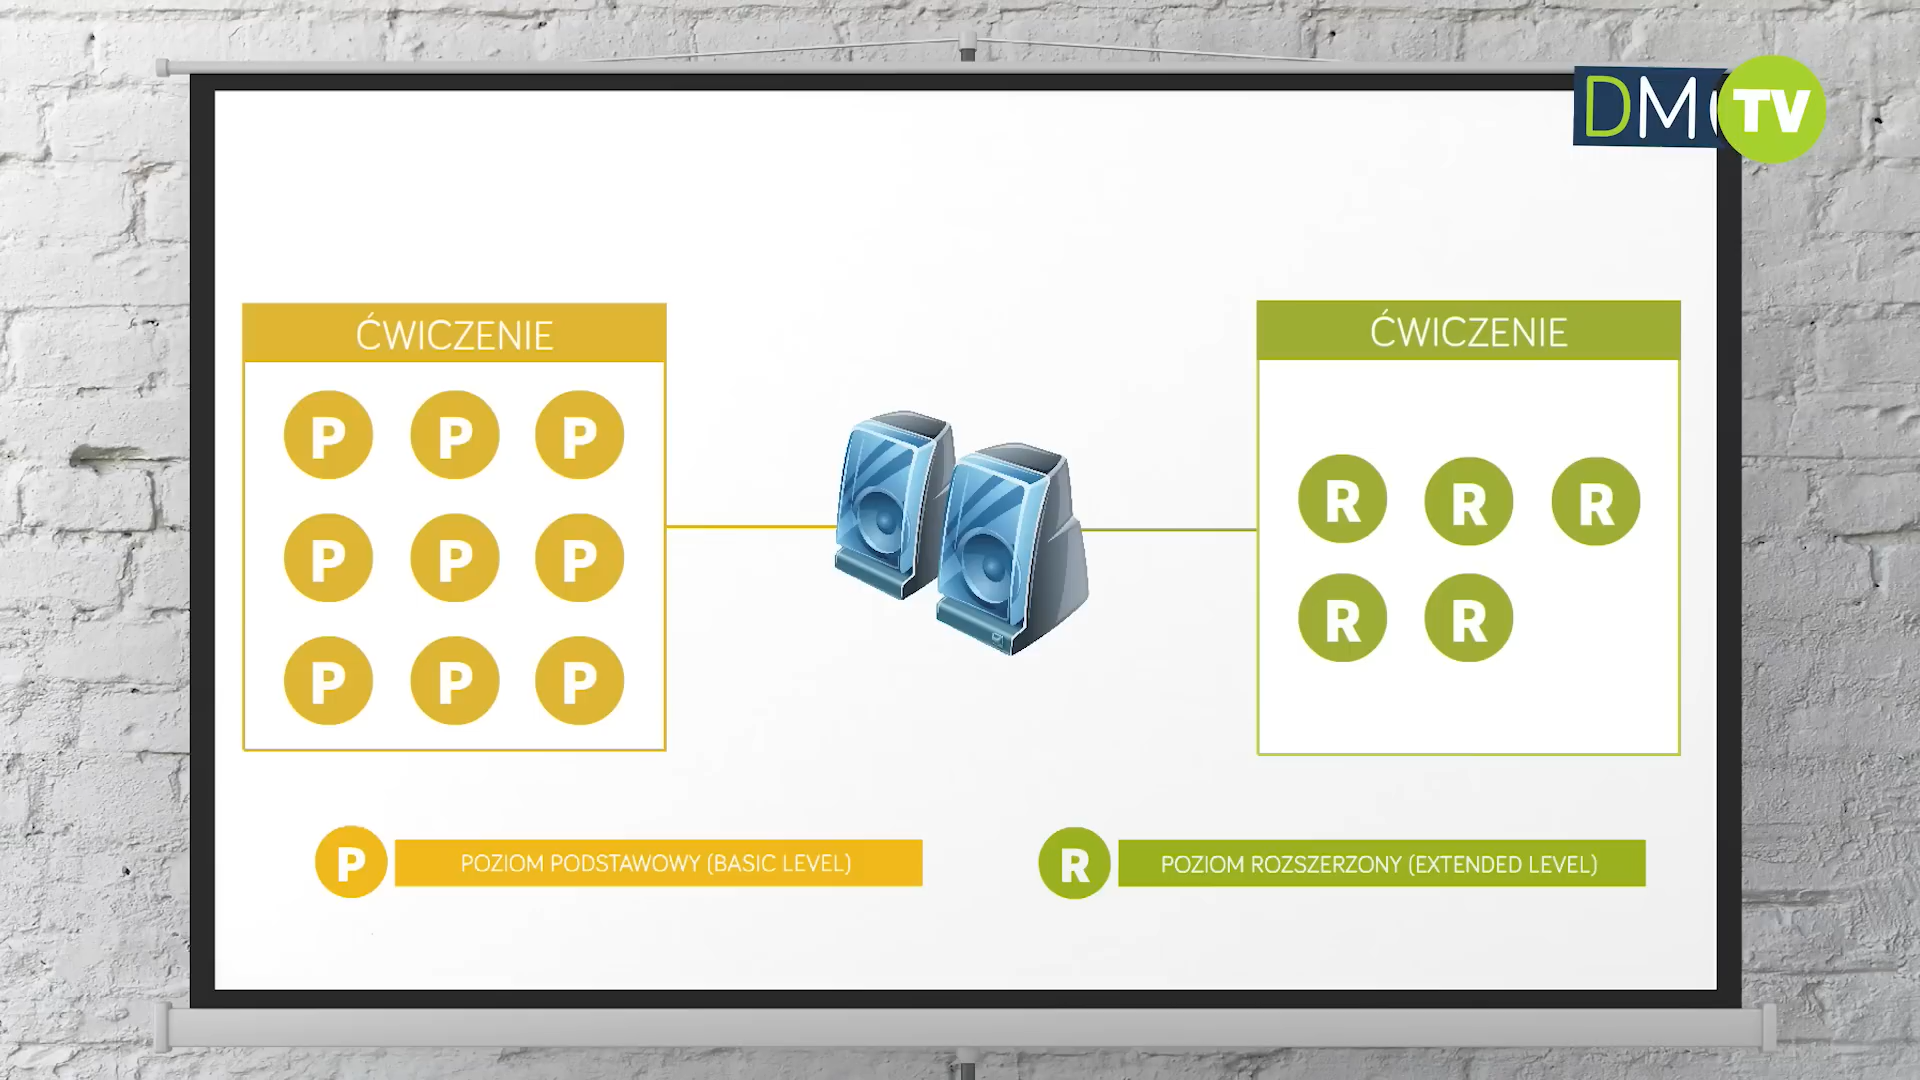 DM
TV
ĆWICZENIE
P P P
P P P
P P P
ĆWICZENIE
R R R
R R
P POZIOM PODSTAWOWY (BASIC LEVEL)
R POZIOM ROZSZERZONY (EXTENDED LEVEL)